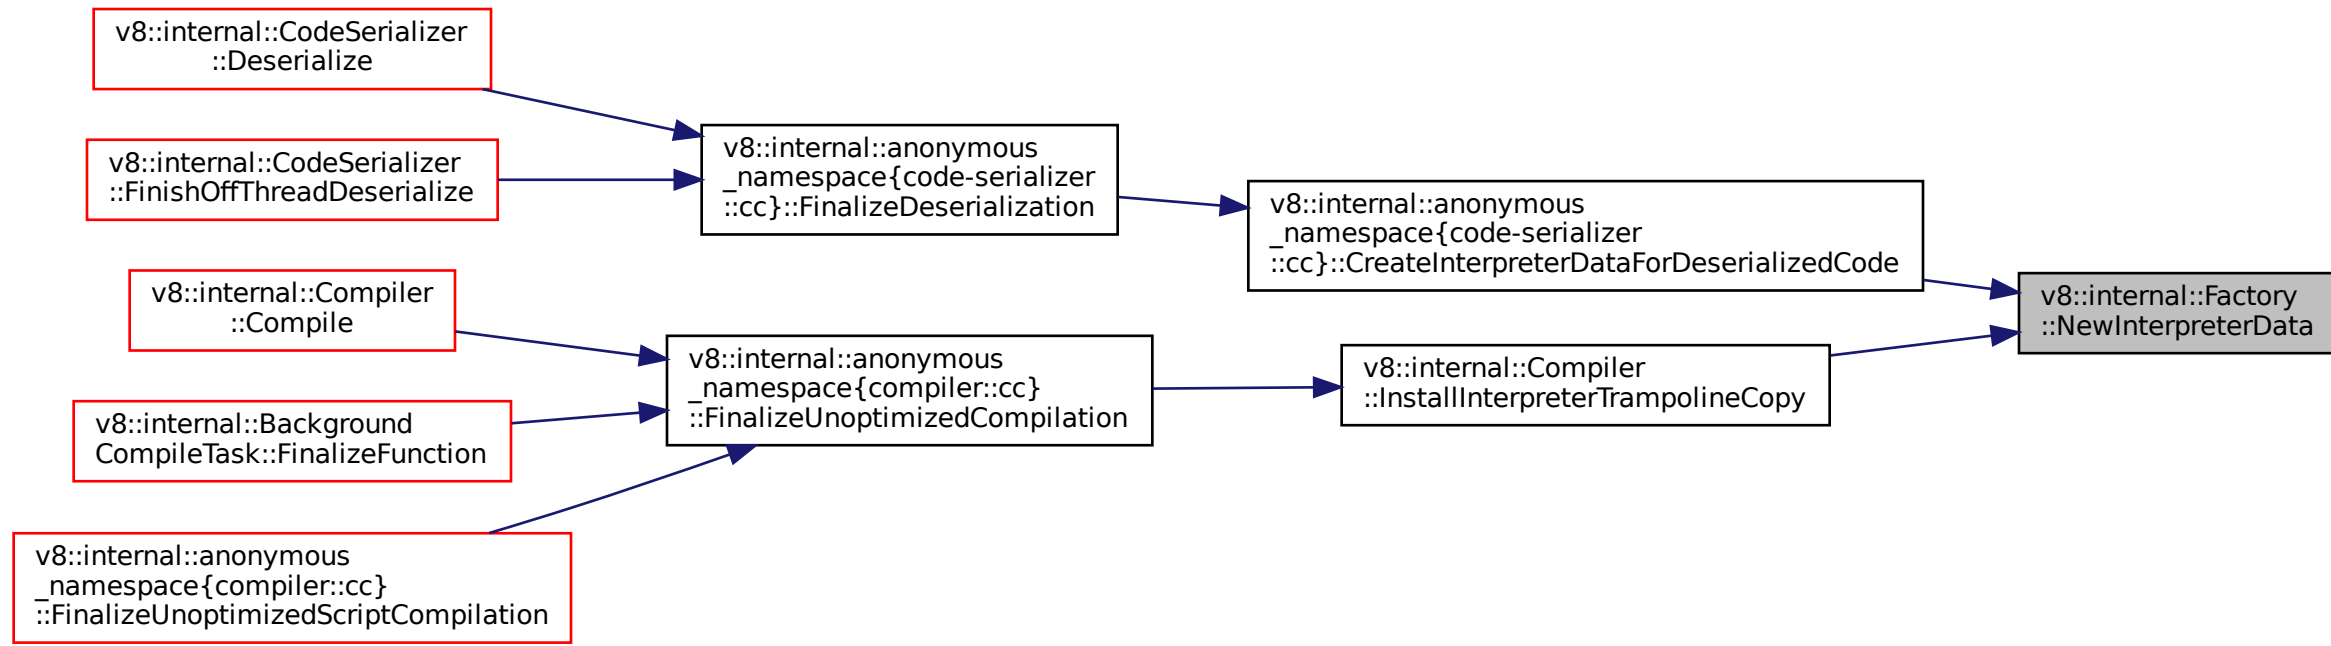 v8::internal::CodeSerializer
::Deserialize
v8::internal::CodeSerializer
::FinishOffThreadDeserialize
v8::internal::Compiler
::Compile
v8::internal::Background
CompileTask::FinalizeFunction
v8::internal::anonymous
_namespace{compiler::cc}
::FinalizeUnoptimizedScriptCompilation
v8::internal::anonymous
_namespace{code-serializer
::cc}::FinalizeDeserialization
v8::internal::anonymous
_namespace{compiler::cc}
::FinalizeUnoptimizedCompilation
v8::internal::anonymous
_namespace{code-serializer
::cc}::CreateInterpreterDataForDeserializedCode
v8::internal::Compiler
::InstallInterpreterTrampolineCopy
v8::internal::Factory
::NewInterpreterData